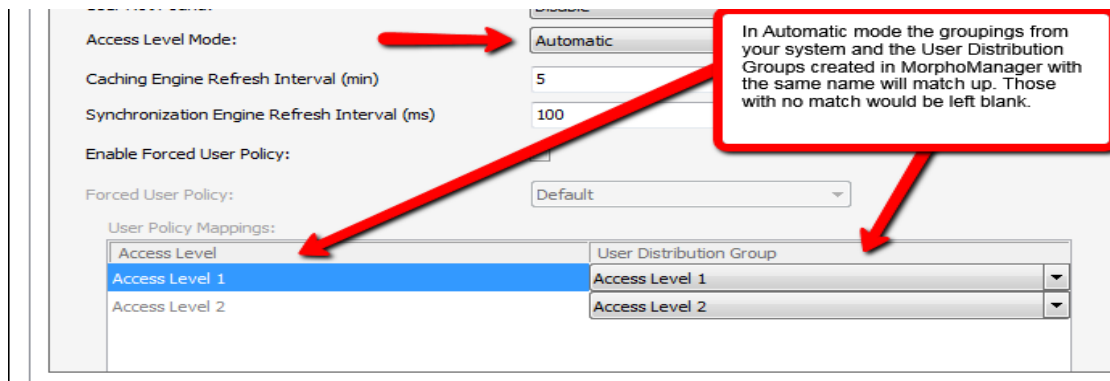 Disable
Access Level Mode:
Automatic
In Automatic mode the groupings from
your system and the User Distribution
Groups created in MorphoManager with
the same name will match up. Those
with no match would be left blank.
Caching Engine Refresh Interval (min)
5
Synchronization Engine Refresh Interval (ms)
100
Enable Forced User Policy:
Forced User Policy:
Default
User Policy Mappings:
Access Level
User Distribution Group
Access Level 1
Access Level 1
Access Level 2
Access Level 2